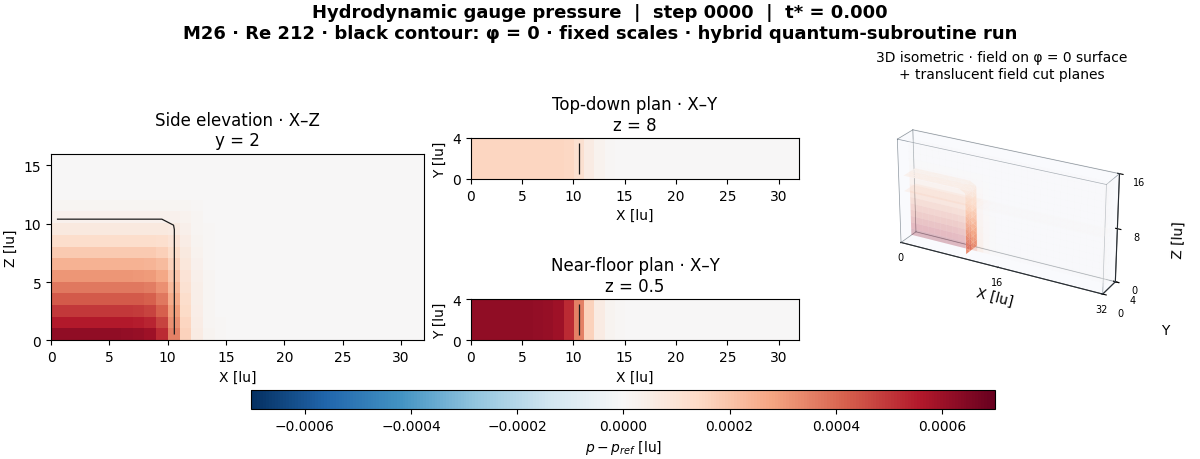 Hydrodynamic gauge pressure | step 0000 | t* = 0.000
M26 · Re 212 · black contour: φ = 0 · fixed scales · hybrid quantum-subroutine run
3D isometric · field on φ = 0 surface
+ translucent field cut planes
Side elevation · X–Z
y = 2
Z [lu]
15
10
5
0
0 5 10 15 20 25 30
X [lu]
Top-down plan · X–Y
z = 8
Y [lu]
4
0
0 5 10 15 20 25 30
X [lu]
Near-floor plan · X–Y
z = 0.5
Y [lu]
4
0
0 5 10 15 20 25 30
X [lu]
16
8
0
Z [lu]
0
16
32
X [lu]
4
0
Y
−0.0006 −0.0004 −0.0002 0.0000 0.0002 0.0004 0.0006
p − pref [lu]